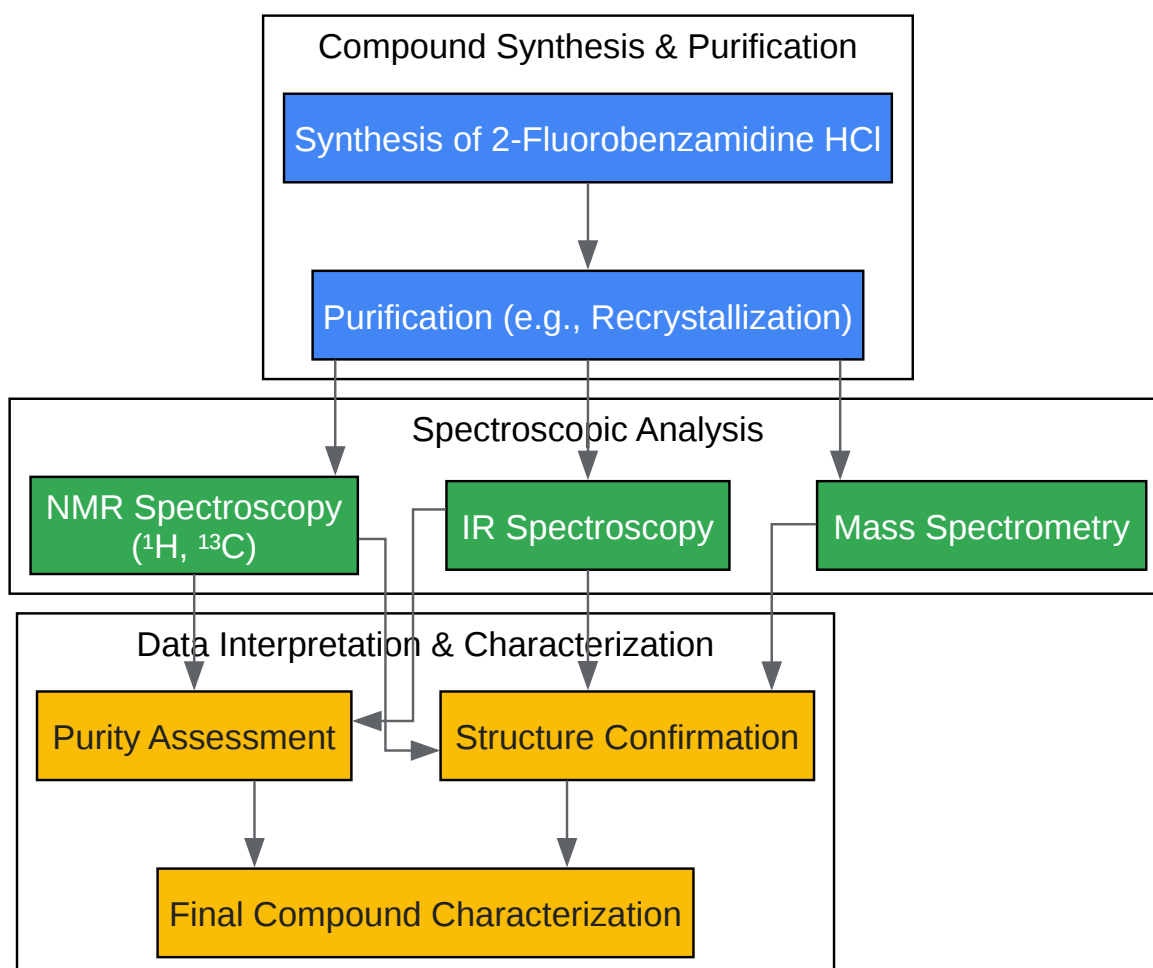 Compound Synthesis & Purification
Synthesis of 2-Fluorobenzamidine HCl
Purification (e.g., Recrystallization)
Spectroscopic Analysis
NMR Spectroscopy
(¹H, ¹³C)
IR Spectroscopy
Mass Spectrometry
Data Interpretation & Characterization
Purity Assessment
Structure Confirmation
Final Compound Characterization